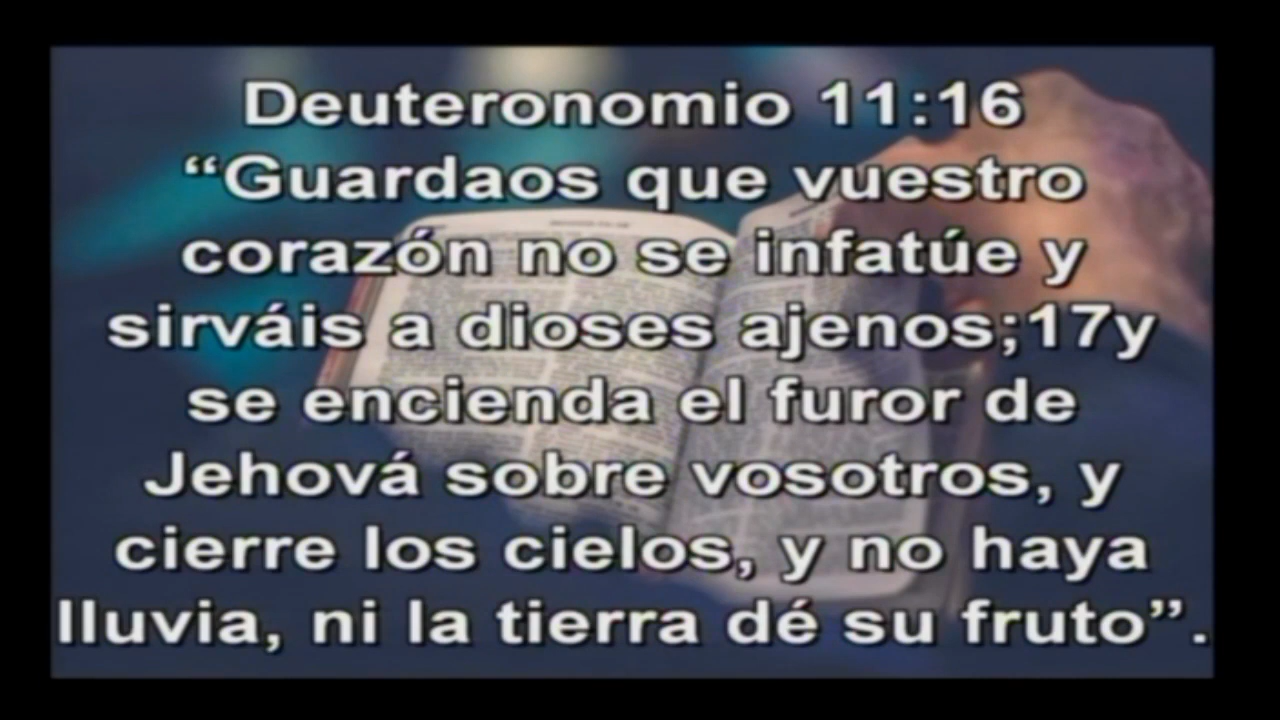 Deuteronomio 11:16
“Guardaos que vuestro
corazón no se infatúe y
sirváis a dioses ajenos;17y
se encienda el furor de
Jehová sobre vosotros, y
cierre los cielos, y no haya
lluvia, ni la tierra dé su fruto”.